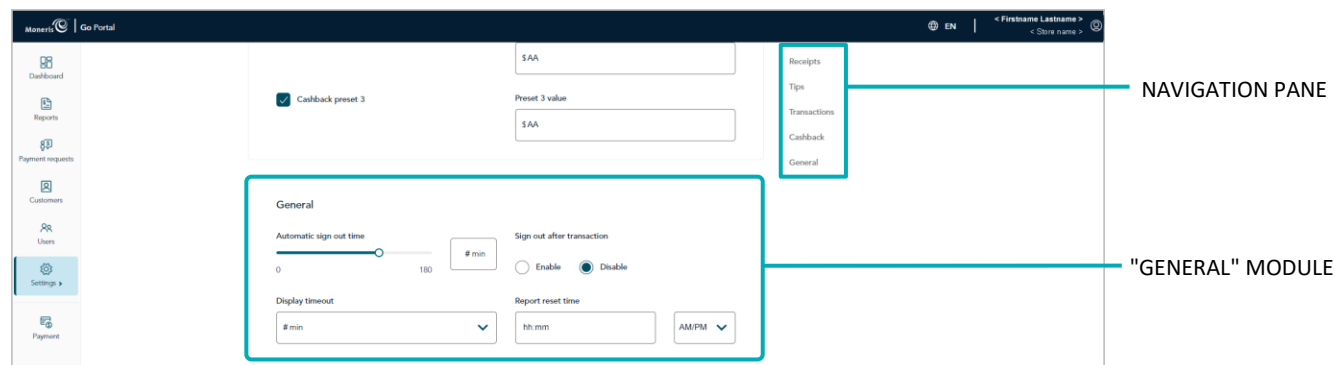 Moneris Go Portal
EN
< Firstname Lastname >
< Store name >
Dashboard
Reports
Payment requests
Customers
Users
Settings
Payment
$AA
Cashback preset 3
Preset 3 value
$AA
Receipts
Tips
Transactions
Cashback
General
NAVIGATION PANE
General
Automatic sign out time
# min
0 180
Sign out after transaction
Enable Disable
Display timeout
# min
Report reset time
hh:mm
AM/PM
"GENERAL" MODULE